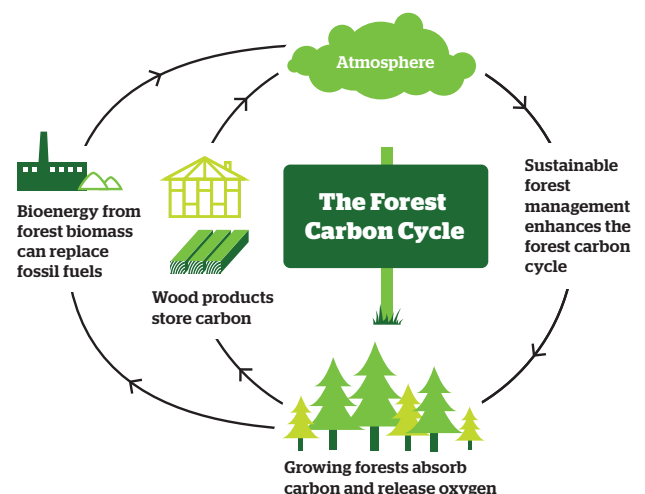 Atmosphere
The Forest
Carbon Cycle
Sustainable
forest
management
enhances the
forest carbon
cycle
Bioenergy from
forest biomass
can replace
fossil fuels
Wood products
store carbon
Growing forests absorb
carbon and release oxygen